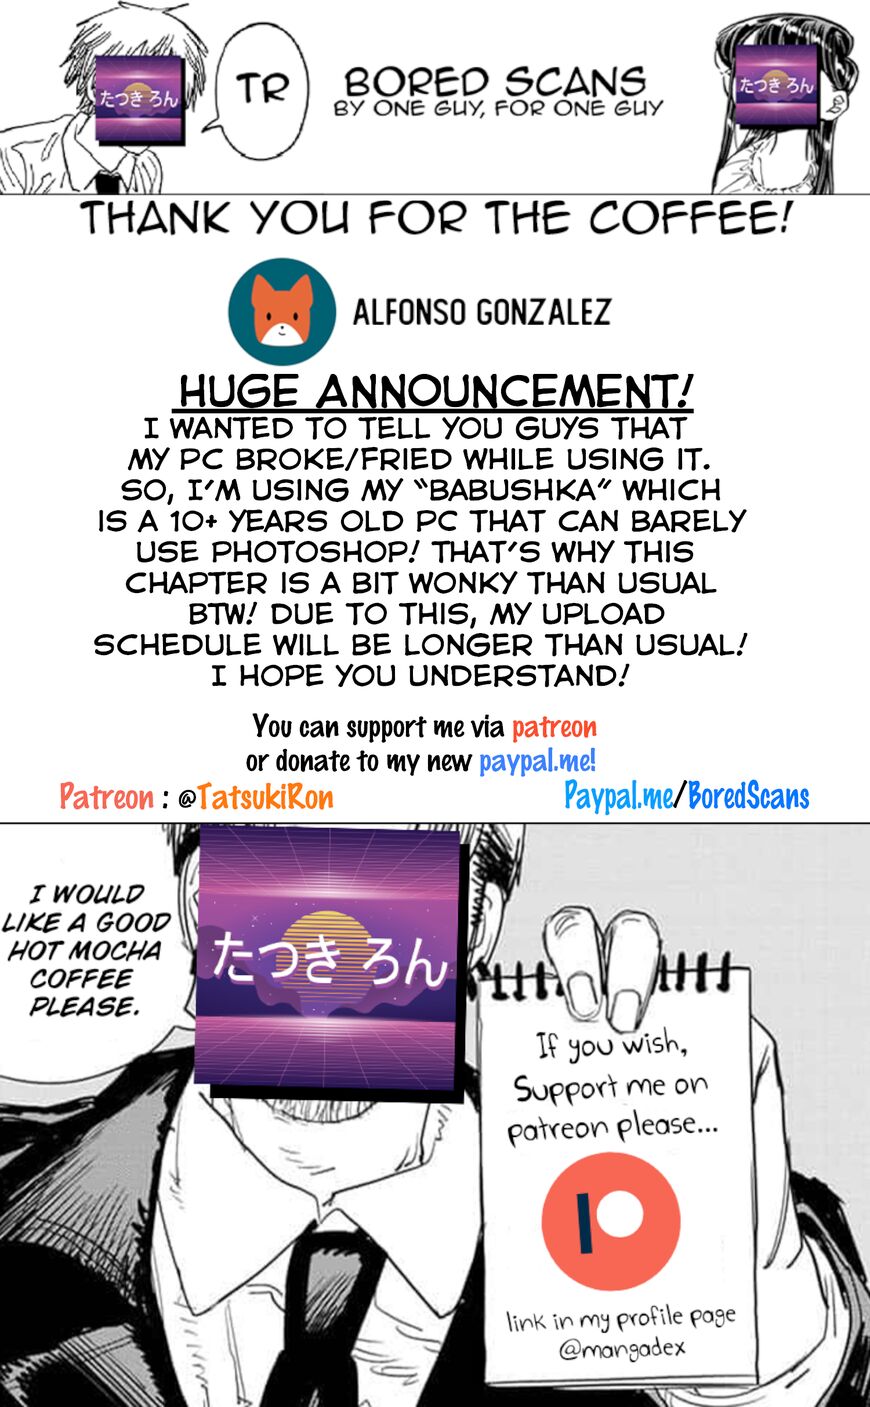 たつき ろん
TR
BORED SCANS
BY ONE GUY, FOR ONE GUY
たつき ろん
THANK YOU FOR THE COFFEE!
ALFONSO GONZALEZ
HUGE ANNOUNCEMENT!
I WANTED TO TELL YOU GUYS THAT
MY PC BROKE/FRIED WHILE USING IT.
SO, I'M USING MY "BABUSHKA" WHICH
IS A 10+ YEARS OLD PC THAT CAN BARELY
USE PHOTOSHOP! THAT'S WHY THIS
CHAPTER IS A BIT WONKY THAN USUAL
BTW! DUE TO THIS, MY UPLOAD
SCHEDULE WILL BE LONGER THAN USUAL!
I HOPE YOU UNDERSTAND!
You can support me via patreon
or donate to my new paypal.me!
Patreon : @TatsukiRon
Paypal.me/BoredScans
I WOULD
LIKE A GOOD
HOT MOCHA
COFFEE
PLEASE.
たつき ろん
If you wish,
Support me on
patreon please...
link in my profile page
@mangadex